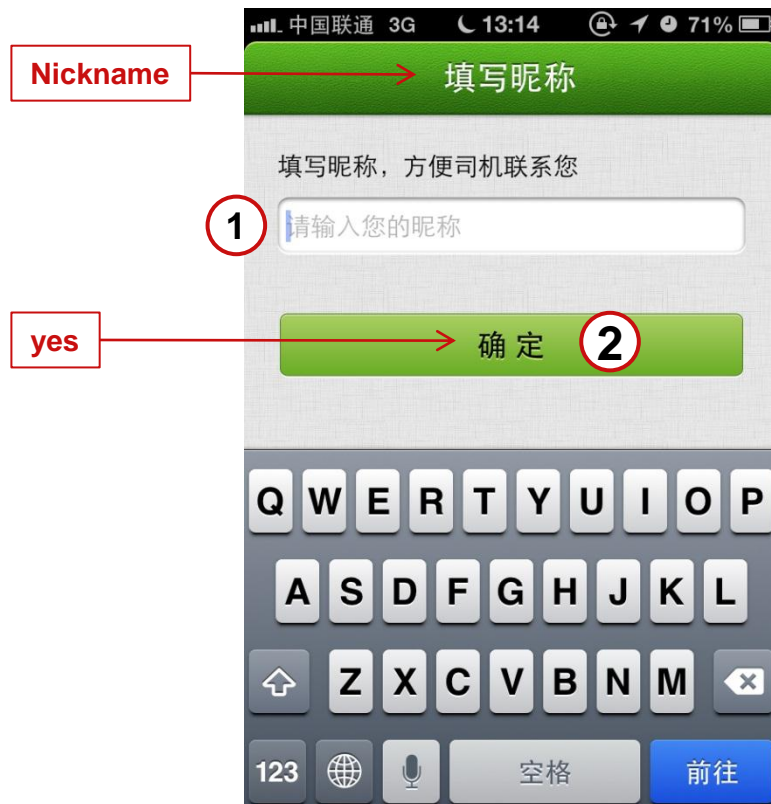 中国联通 3G 13:14 71%
Nickname
填写昵称
填写昵称，方便司机联系您
1
请输入您的昵称
yes
确 定
2
Q W E R T Y U I O P
A S D F G H J K L
Z X C V B N M
123 空格 前往